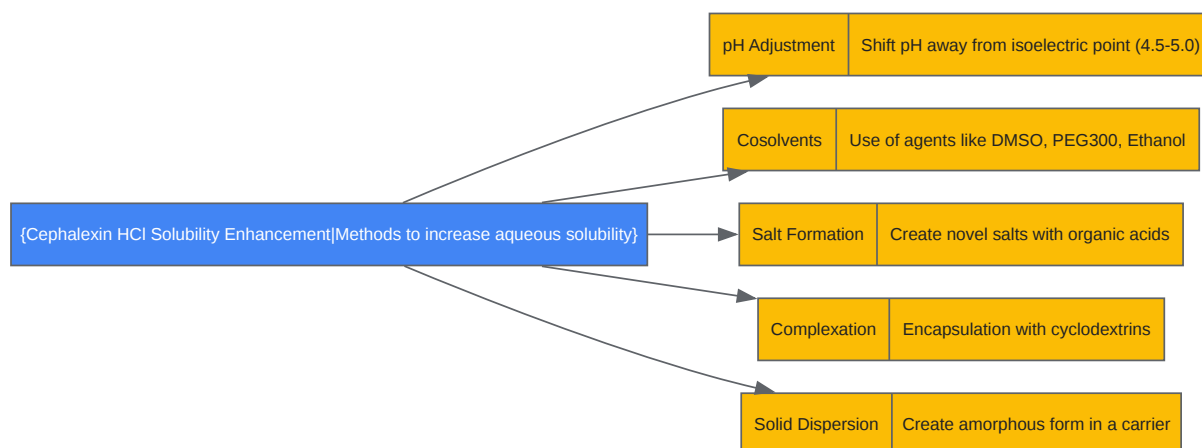 pH Adjustment Shift pH away from isoelectric point (4.5-5.0)
Cosolvents Use of agents like DMSO, PEG300, Ethanol
{Cephalexin HCl Solubility Enhancement|Methods to increase aqueous solubility}
Salt Formation Create novel salts with organic acids
Complexation Encapsulation with cyclodextrins
Solid Dispersion Create amorphous form in a carrier